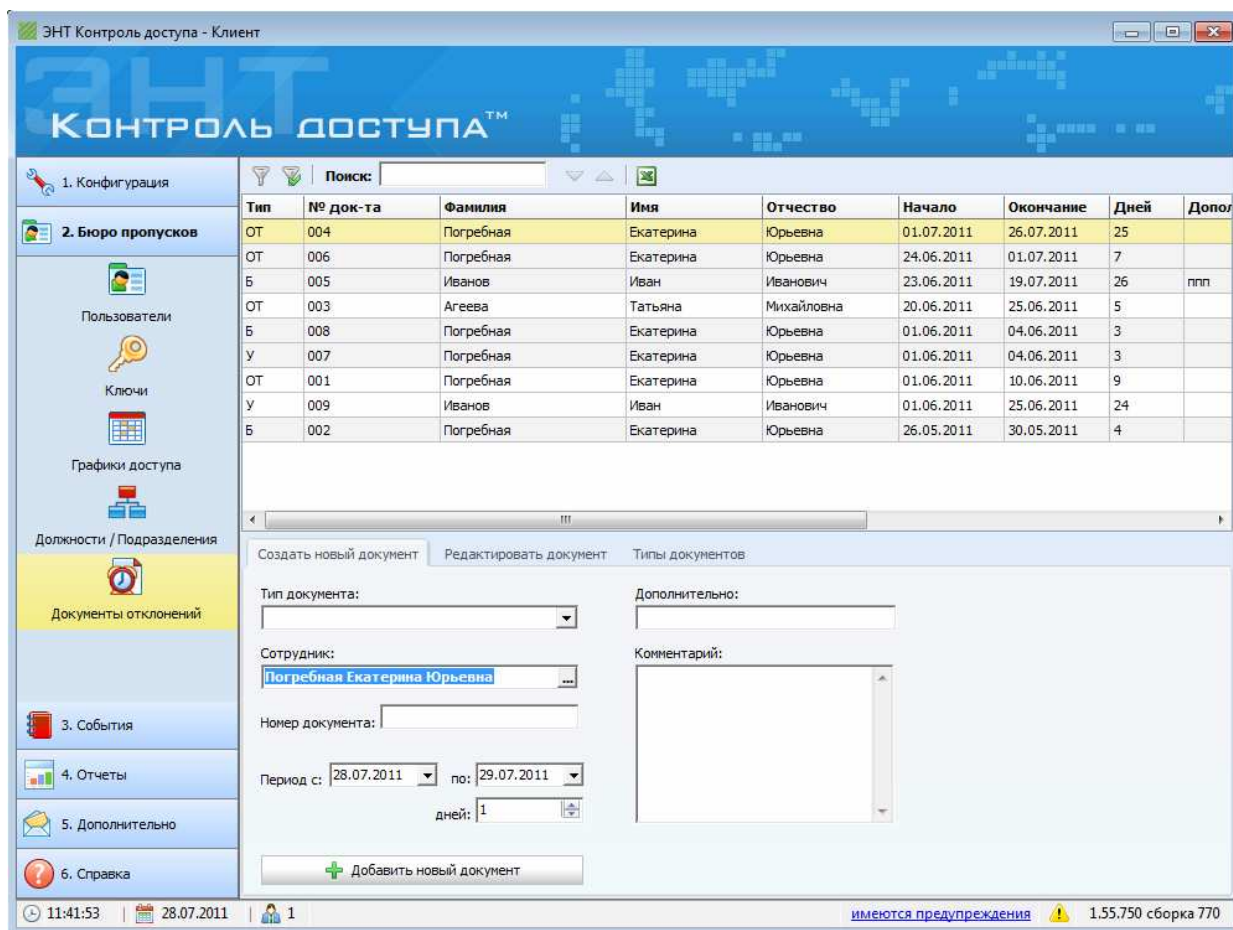 ЭНТ Контроль доступа - Клиент
ЭНТ
КОНТРОЛЬ ДОСТУПА™
1. Конфигурация
2. Бюро пропусков
Пользователи
Ключи
Графики доступа
Должности / Подразделения
Документы отклонений
3. События
4. Отчеты
5. Дополнительно
6. Справка
Поиск:
Тип № док-та Фамилия Имя Отчество Начало Окончание Дней Допол
ОТ 004 Погребная Екатерина Юрьевна 01.07.2011 26.07.2011 25
ОТ 006 Погребная Екатерина Юрьевна 24.06.2011 01.07.2011 7
Б 005 Иванов Иван Иванович 23.06.2011 19.07.2011 26 ппп
ОТ 003 Агеева Татьяна Михайловна 20.06.2011 25.06.2011 5
Б 008 Погребная Екатерина Юрьевна 01.06.2011 04.06.2011 3
У 007 Погребная Екатерина Юрьевна 01.06.2011 04.06.2011 3
ОТ 001 Погребная Екатерина Юрьевна 01.06.2011 10.06.2011 9
У 009 Иванов Иван Иванович 01.06.2011 25.06.2011 24
Б 002 Погребная Екатерина Юрьевна 26.05.2011 30.05.2011 4
Создать новый документ Редактировать документ Типы документов
Тип документа: Дополнительно:
Сотрудник: Комментарий:
Погребная Екатерина Юрьевна ...
Номер документа:
Период с: 28.07.2011 по: 29.07.2011
дней: 1
Добавить новый документ
11:41:53 | 28.07.2011 | 1 имеются предупреждения 1.55.750 сборка 770